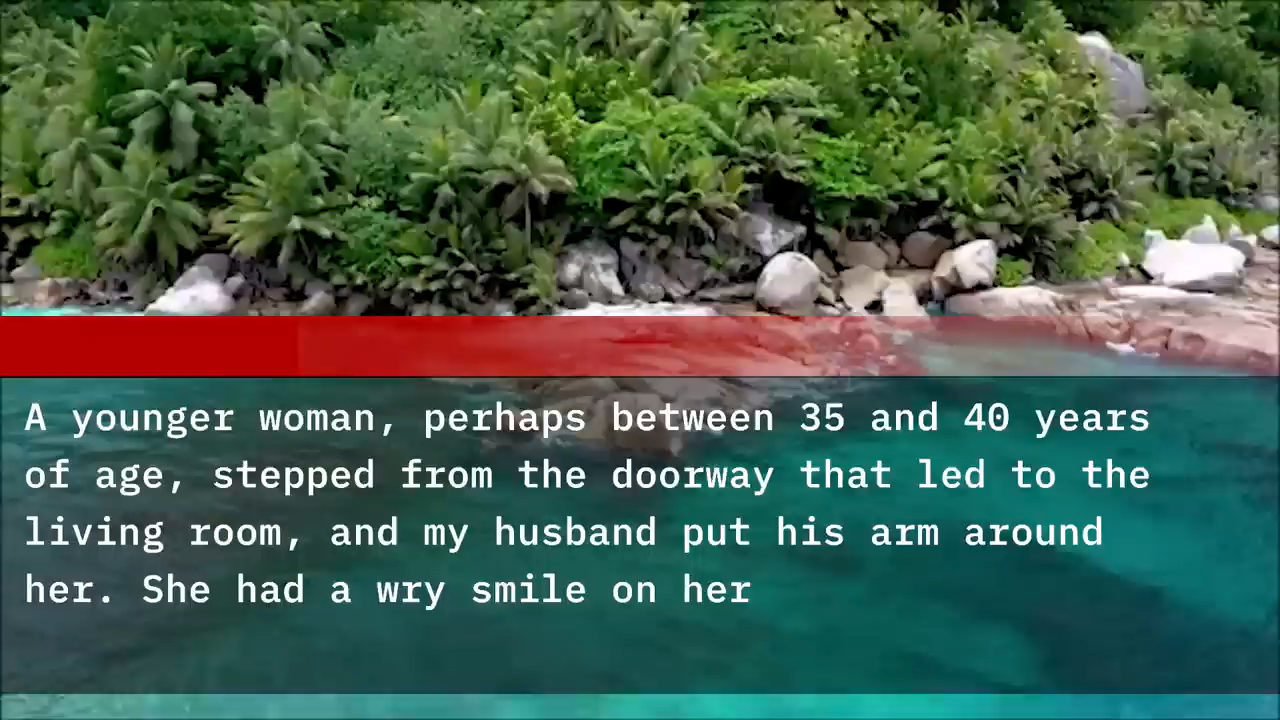 A younger woman, perhaps between 35 and 40 years
of age, stepped from the doorway that led to the
living room, and my husband put his arm around
her. She had a wry smile on her